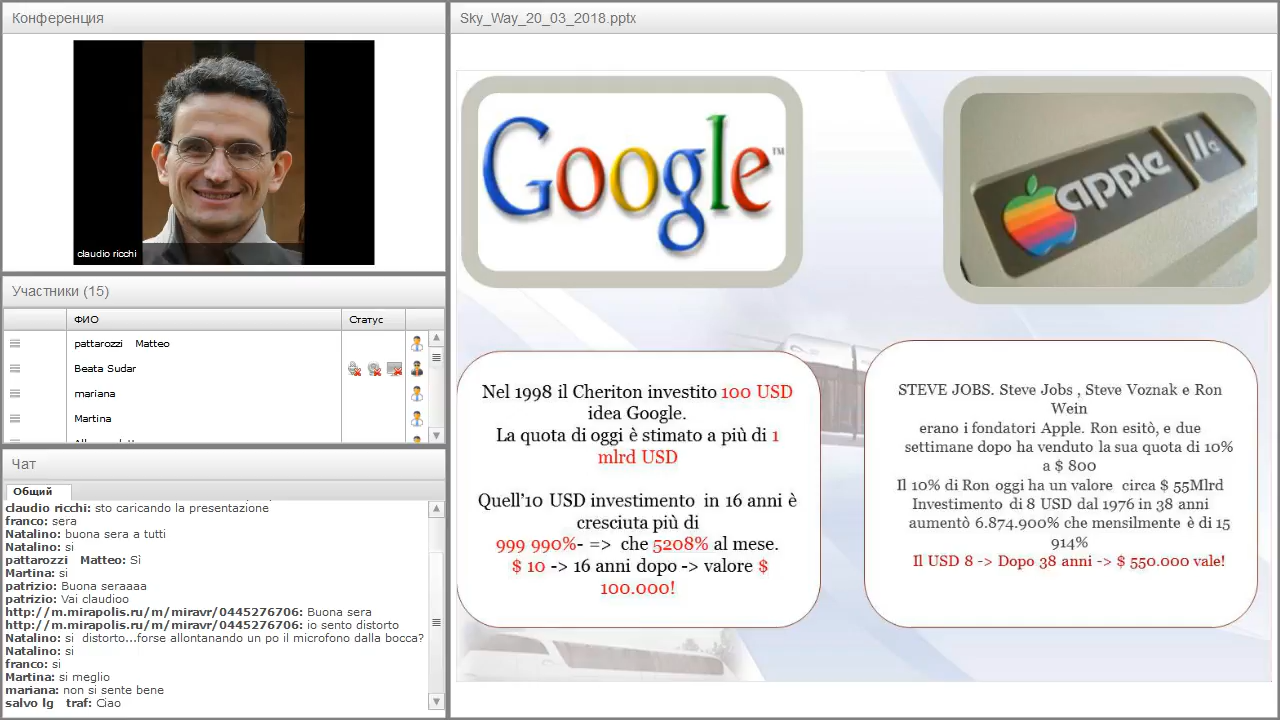 Конференция
claudio ricchi
Участники (15)
ФИО Статус
pattarozzi Matteo
Beata Sudar
mariana
Martina
Чат
Общий
claudio ricchi: sto caricando la presentazione
franco: sera
Natalino: buona sera a tutti
Natalino: si
pattarozzi Matteo: Sì
Martina: si
patrizio: Buona seraaaa
patrizio: Vai claudioo
http://m.mirapolis.ru/m/miravr/0445276706: Buona sera
http://m.mirapolis.ru/m/miravr/0445276706: io sento distorto
Natalino: si distorto...forse allontanando un po il microfono dalla bocca?
Natalino: si
franco: si
Martina: si meglio
mariana: non si sente bene
salvo lg traf: Ciao
Sky_Way_20_03_2018.pptx
Google™
apple IIc
Nel 1998 il Cheriton investito 100 USD
idea Google.
La quota di oggi è stimato a più di 1
mlrd USD
Quell'10 USD investimento in 16 anni è
cresciuta più di
999 990%- => che 5208% al mese.
$ 10 -> 16 anni dopo -> valore $
100.000!
STEVE JOBS. Steve Jobs , Steve Voznak e Ron
Wein
erano i fondatori Apple. Ron esitò, e due
settimane dopo ha venduto la sua quota di 10%
a $ 800
Il 10% di Ron oggi ha un valore circa $ 55Mlrd
Investimento di 8 USD dal 1976 in 38 anni
aumentò 6.874.900% che mensilmente è di 15
914%
Il USD 8 -> Dopo 38 anni -> $ 550.000 vale!